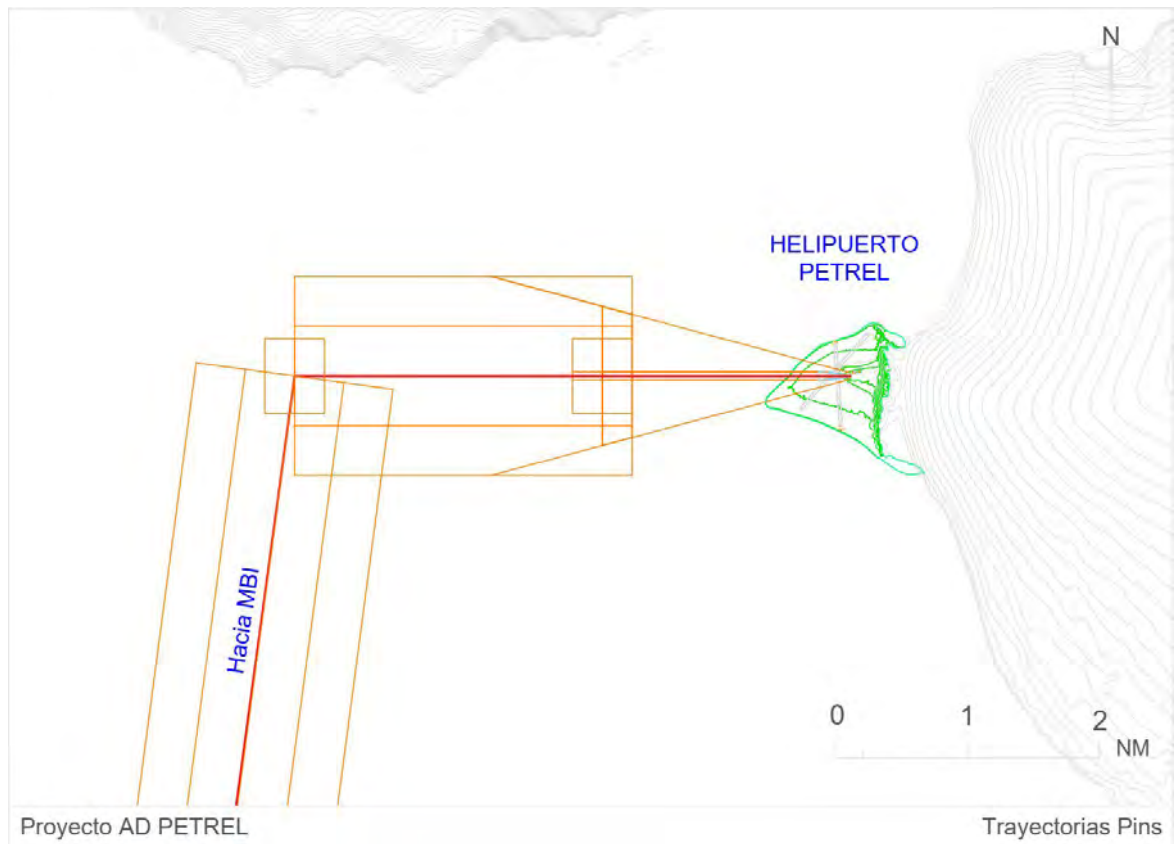 N
HELIPUERTO
PETREL
Hacia MBI
0 1 2
NM
Proyecto AD PETREL
Trayectorias Pins